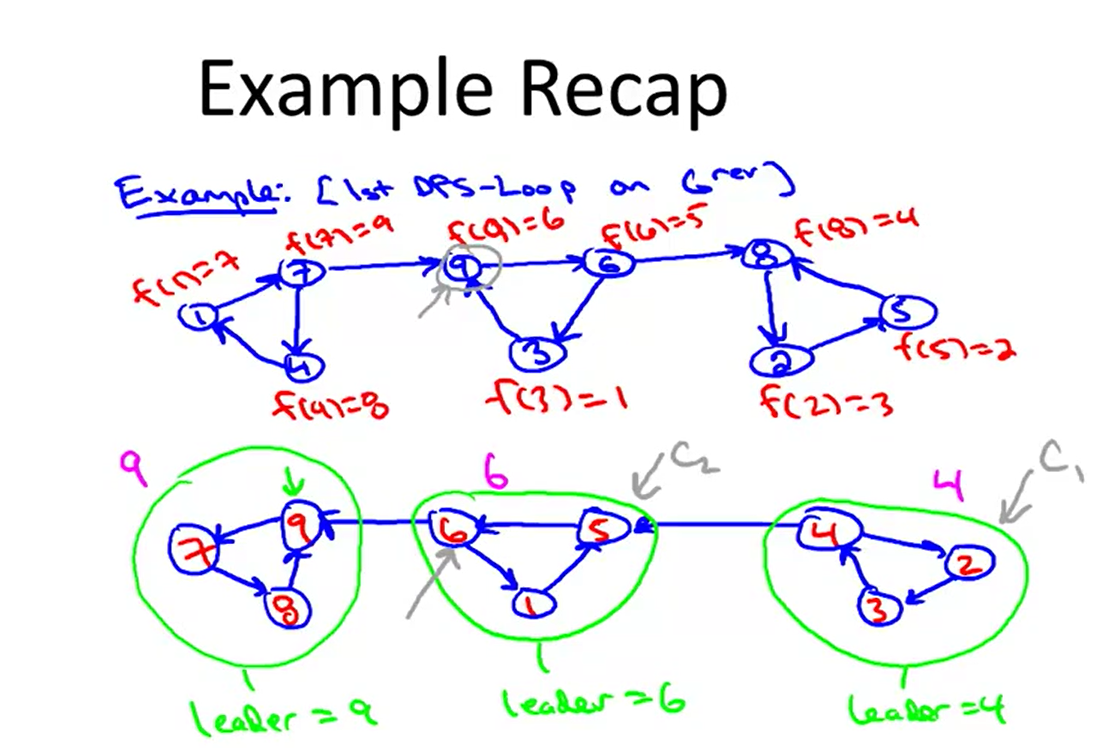 Example Recap
Example: [1st DFS-Loop on G^rev]
f(1)=7 f(7)=9 f(9)=6 f(6)=5 f(8)=4
1 7 9 6 8
4 3 2 5
f(4)=8 f(3)=1 f(2)=3 f(5)=2
9 6 C₂ 4 C₁
7 9 6 5 4 2
8 1 3
leader = 9 leader = 6 leader = 4